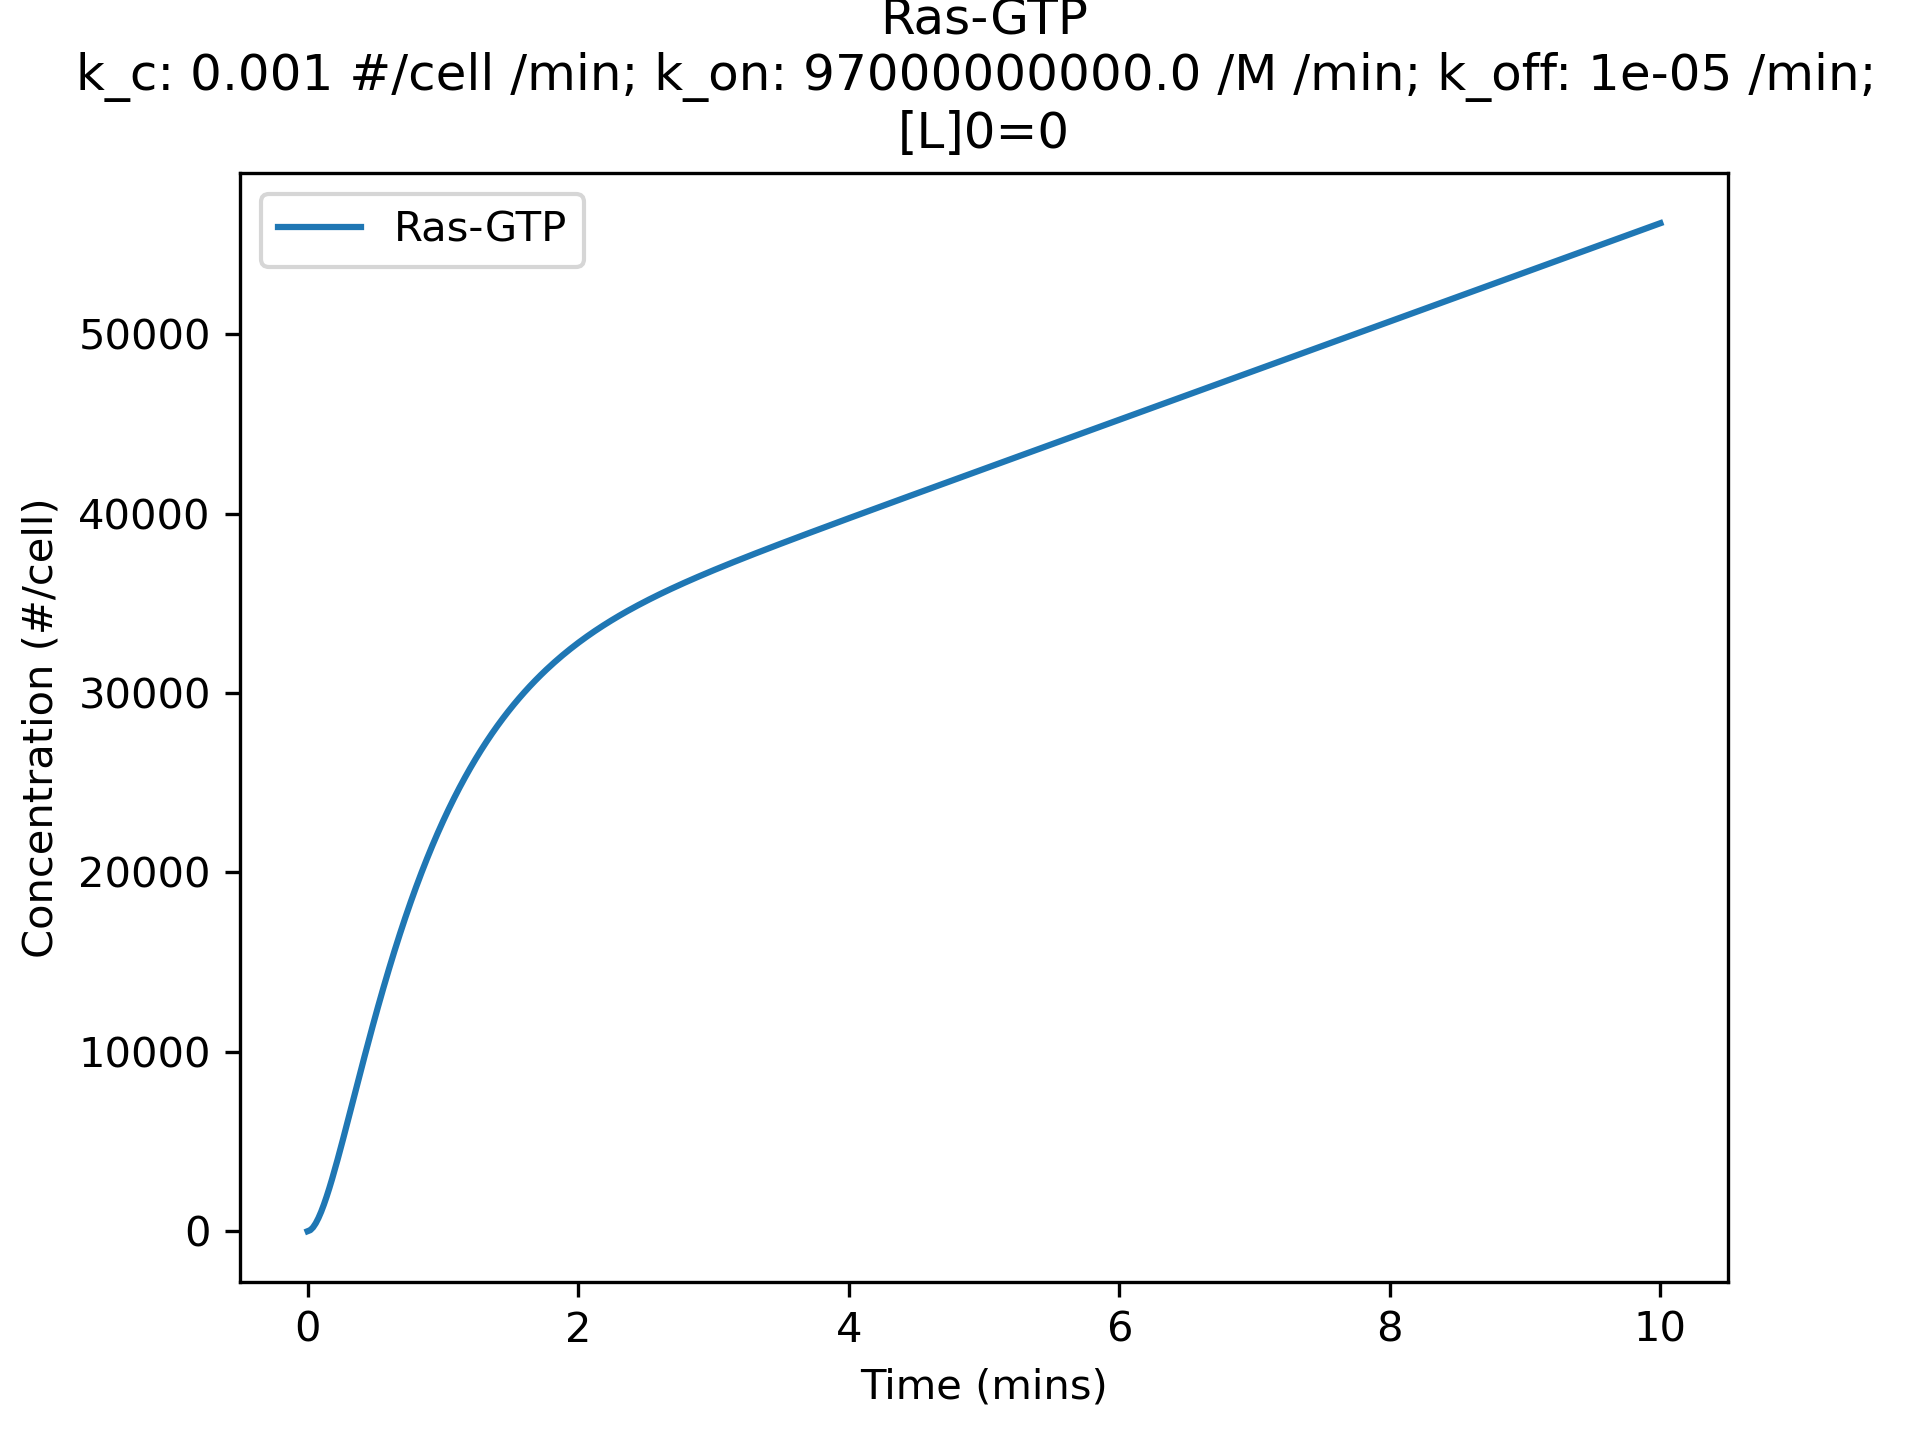 Ras-GTP
k_c: 0.001 #/cell /min; k_on: 97000000000.0 /M /min; k_off: 1e-05 /min;
[L]0=0
Ras-GTP
Concentration (#/cell)
50000
40000
30000
20000
10000
0
0 2 4 6 8 10
Time (mins)